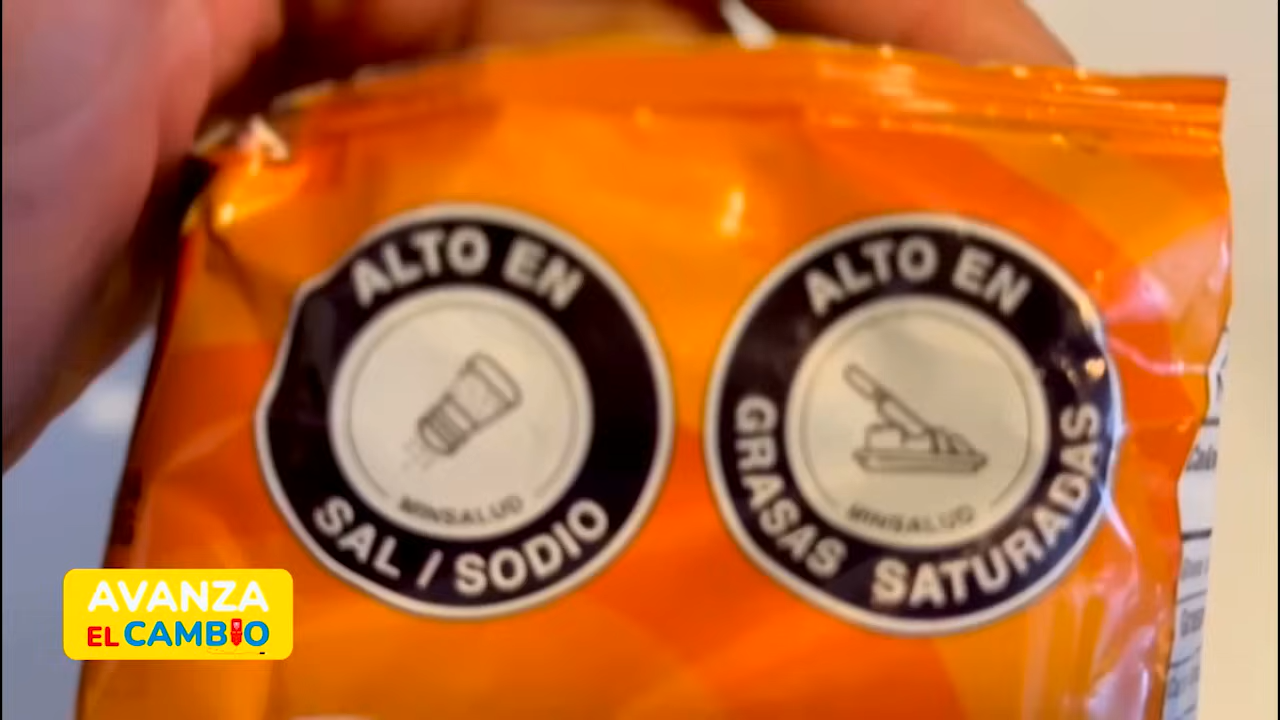 ALTO EN
MINSALUD
SAL / SODIO
ALTO EN
MINSALUD
GRASAS SATURADAS
AVANZA
EL CAMBIO